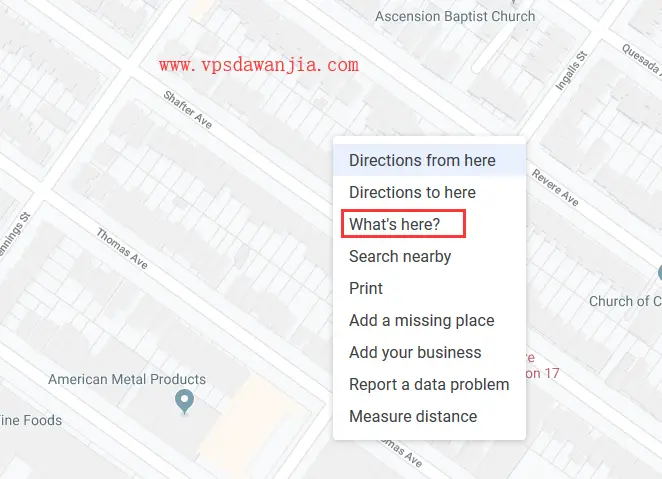 Ascension Baptist Church
www.vpsdawanjia.com
Ingalls St
Quesada A
Shafter Ave
Directions from here
Directions to here
What's here?
Search nearby
Print
Add a missing place
Add your business
Report a data problem
Measure distance
Revere Ave
nnings St
Thomas Ave
Church of C
re
on 17
American Metal Products
ine Foods
omas Ave